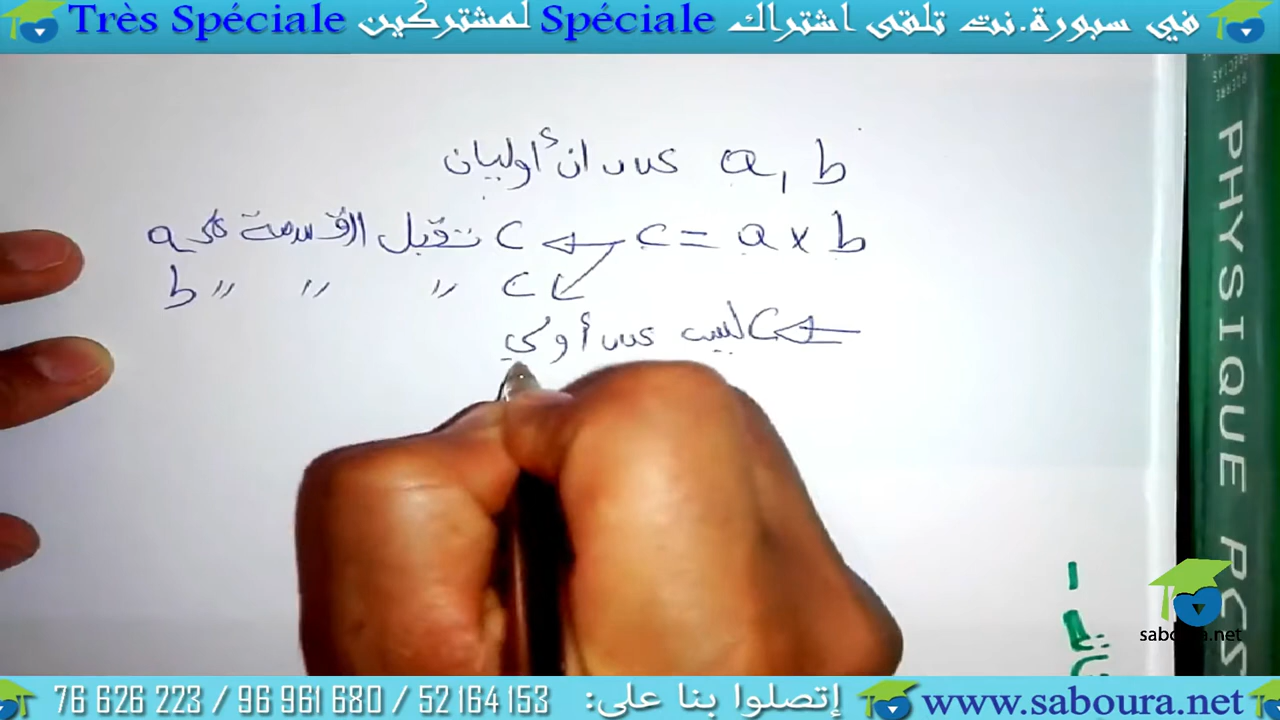 في سبورة.نت تلقى اشتراك Spéciale لمشتركين Très Spéciale
a, b عددان أوليان
c = a × b ← c تقبل القسمة على a
c " " " b
← c ليس عدد أولي
PHYSIQUE PCS
saboura.net
إتصلوا بنا على: 76 626 223 / 96 961 680 / 52 164 153
www.saboura.net